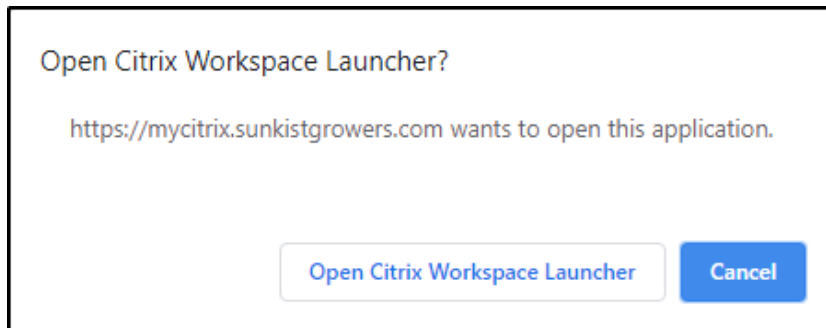 Open Citrix Workspace Launcher?
https://mycitrix.sunkistgrowers.com wants to open this application.
Open Citrix Workspace Launcher
Cancel